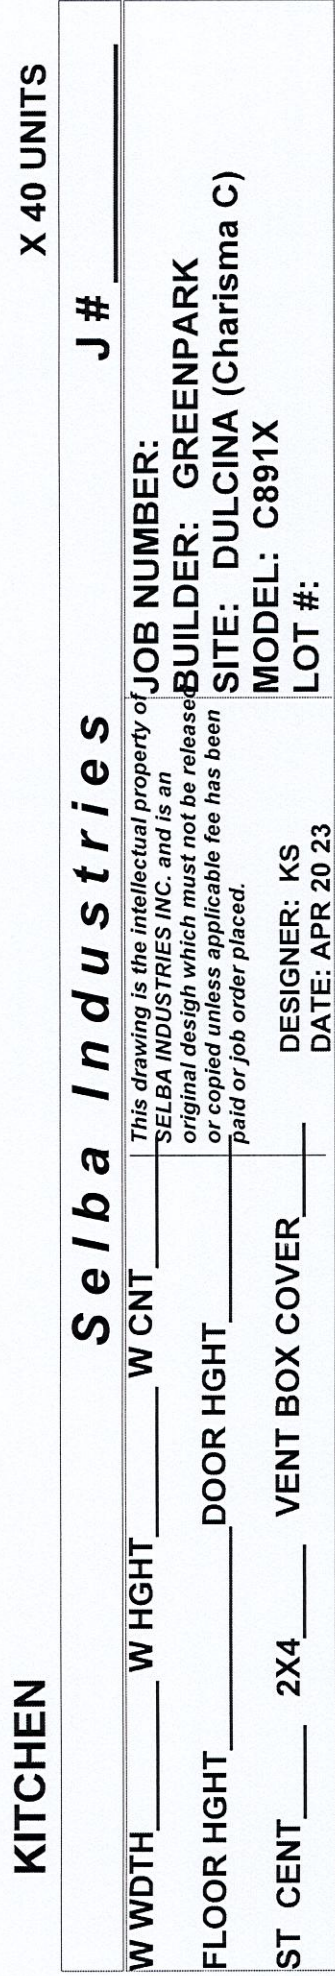 KITCHEN X 40 UNITS
Selba Industries J#
W WDTH W HGHT W CNT
FLOOR HGHT DOOR HGHT
ST CENT 2X4 VENT BOX COVER
This drawing is the intellectual property of
SELBA INDUSTRIES INC. and is an
original desigh which must not be released
or copied unless applicable fee has been
paid or job order placed.
DESIGNER: KS
DATE: APR 20 23
JOB NUMBER:
BUILDER: GREENPARK
SITE: DULCINA (Charisma C)
MODEL: C891X
LOT #: